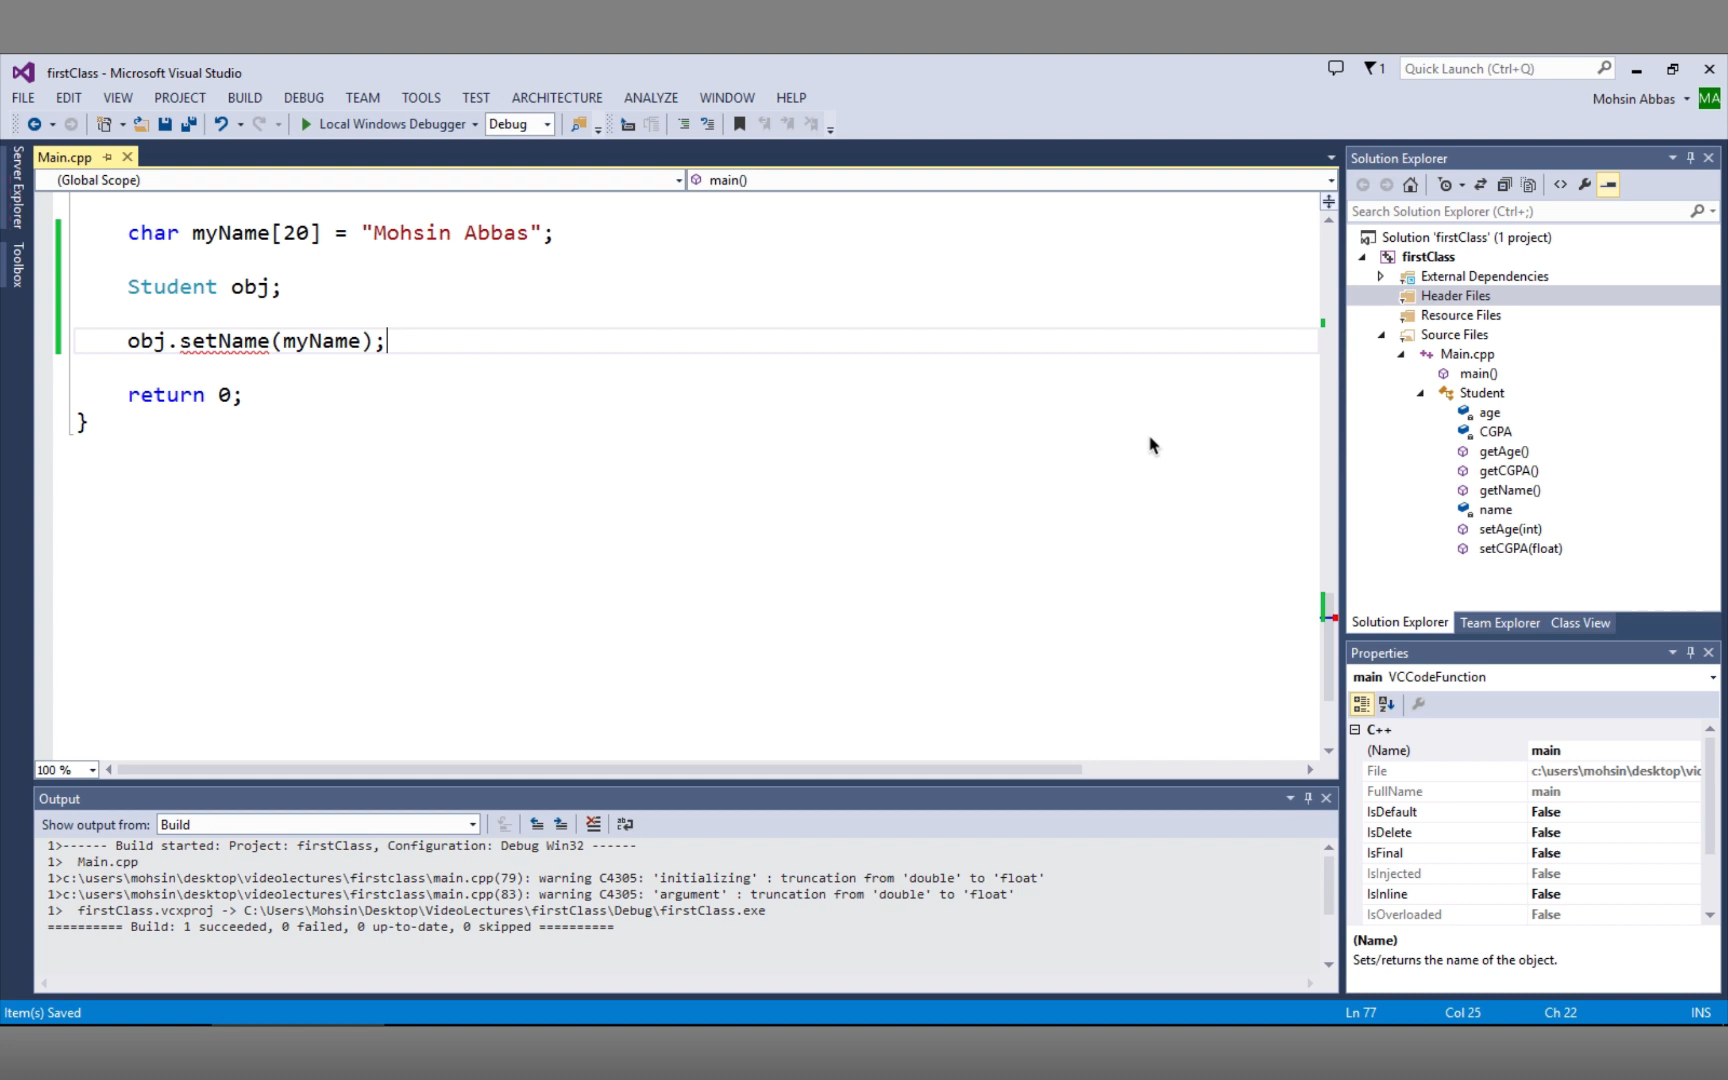 firstClass - Microsoft Visual Studio
1
Quick Launch (Ctrl+Q)
FILE EDIT VIEW PROJECT BUILD DEBUG TEAM TOOLS TEST ARCHITECTURE ANALYZE WINDOW HELP
Mohsin Abbas MA
Local Windows Debugger Debug
Server Explorer
Toolbox
Main.cpp
(Global Scope) main()
char myName[20] = "Mohsin Abbas";
Student obj;
obj.setName(myName);
return 0;
}
100 %
Output
Show output from: Build
1>------ Build started: Project: firstClass, Configuration: Debug Win32 ------
1>  Main.cpp
1>c:\users\mohsin\desktop\videolectures\firstclass\main.cpp(79): warning C4305: 'initializing' : truncation from 'double' to 'float'
1>c:\users\mohsin\desktop\videolectures\firstclass\main.cpp(83): warning C4305: 'argument' : truncation from 'double' to 'float'
1>  firstClass.vcxproj -> C:\Users\Mohsin\Desktop\VideoLectures\firstClass\Debug\firstClass.exe
========== Build: 1 succeeded, 0 failed, 0 up-to-date, 0 skipped ==========
Solution Explorer
Search Solution Explorer (Ctrl+;)
Solution 'firstClass' (1 project)
firstClass
External Dependencies
Header Files
Resource Files
Source Files
Main.cpp
main()
Student
age
CGPA
getAge()
getCGPA()
getName()
name
setAge(int)
setCGPA(float)
Solution Explorer Team Explorer Class View
Properties
main VCCodeFunction
C++
(Name) main
File c:\users\mohsin\desktop\vic
FullName main
IsDefault False
IsDelete False
IsFinal False
IsInjected False
IsInline False
IsOverloaded False
(Name)
Sets/returns the name of the object.
Item(s) Saved Ln 77 Col 25 Ch 22 INS